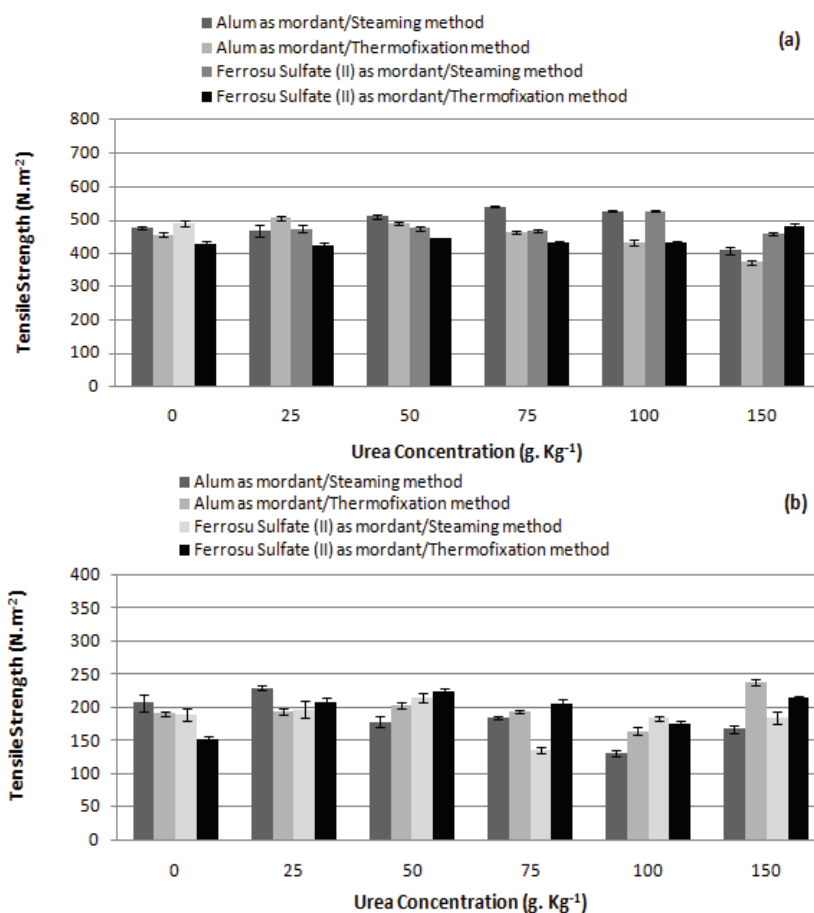 Alum as mordant/Steaming method
Alum as mordant/Thermofixation method
(a)
Ferrosu Sulfate (II) as mordant/Steaming method
Ferrosu Sulfate (II) as mordant/Thermofixation method
800
700
600
500
400
300
200
100
0
Tensile Strength (N.m⁻²)
0 25 50 75 100 150
Urea Concentration (g. Kg⁻¹)
Alum as mordant/Steaming method
Alum as mordant/Thermofixation method
(b)
Ferrosu Sulfate (II) as mordant/Steaming method
Ferrosu Sulfate (II) as mordant/Thermofixation method
400
350
300
250
200
150
100
50
0
Tensile Strength (N.m⁻²)
0 25 50 75 100 150
Urea Concentration (g. Kg⁻¹)